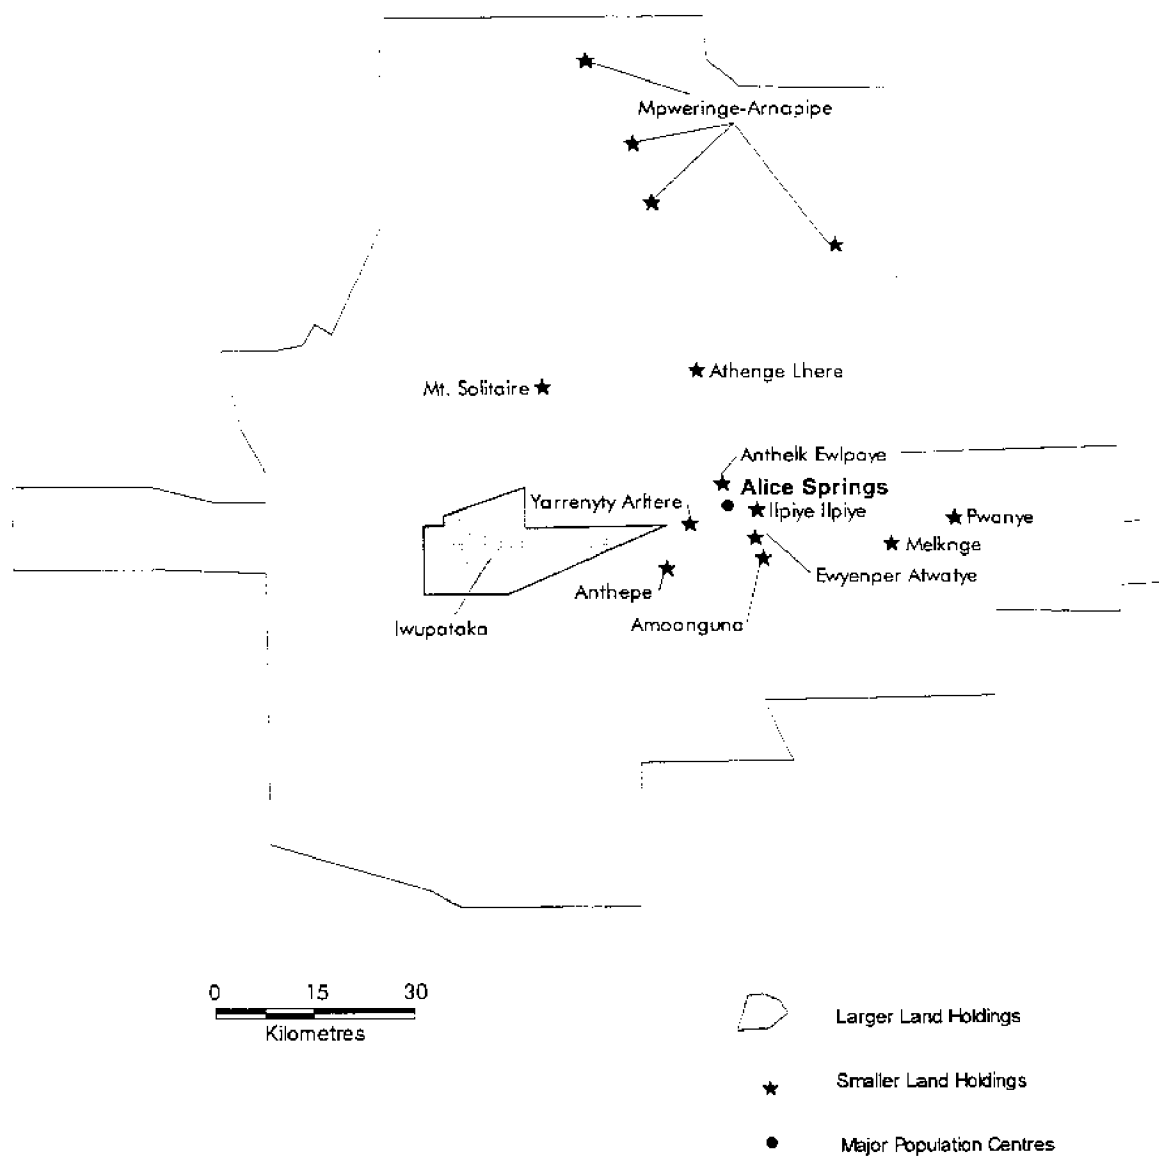 Mpweringe-Arnapipe
Athenge Lhere
Mt. Solitaire
Anthelk Ewlpaye
Alice Springs
Yarrenyty Arltere
Ilpiye Ilpiye
Pwanye
Melknge
Ewyenper Atwatye
Anthepe
Amoonguna
Iwupataka
0 15 30
Kilometres
Larger Land Holdings
Smaller Land Holdings
Major Population Centres